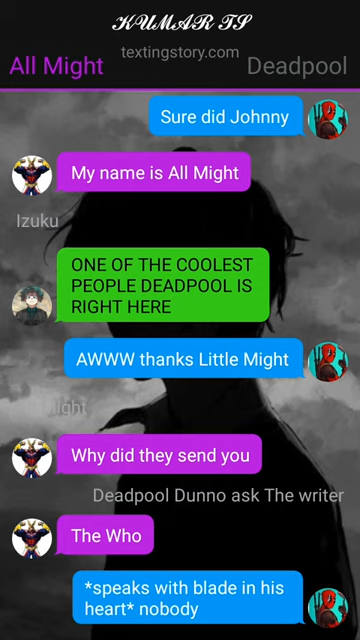 KUMAR TS
textingstory.com
All Might
Deadpool
Sure did Johnny
My name is All Might
Izuku
ONE OF THE COOLEST
PEOPLE DEADPOOL IS
RIGHT HERE
AWWW thanks Little Might
Might
Why did they send you
Deadpool Dunno ask The writer
The Who
*speaks with blade in his
heart* nobody